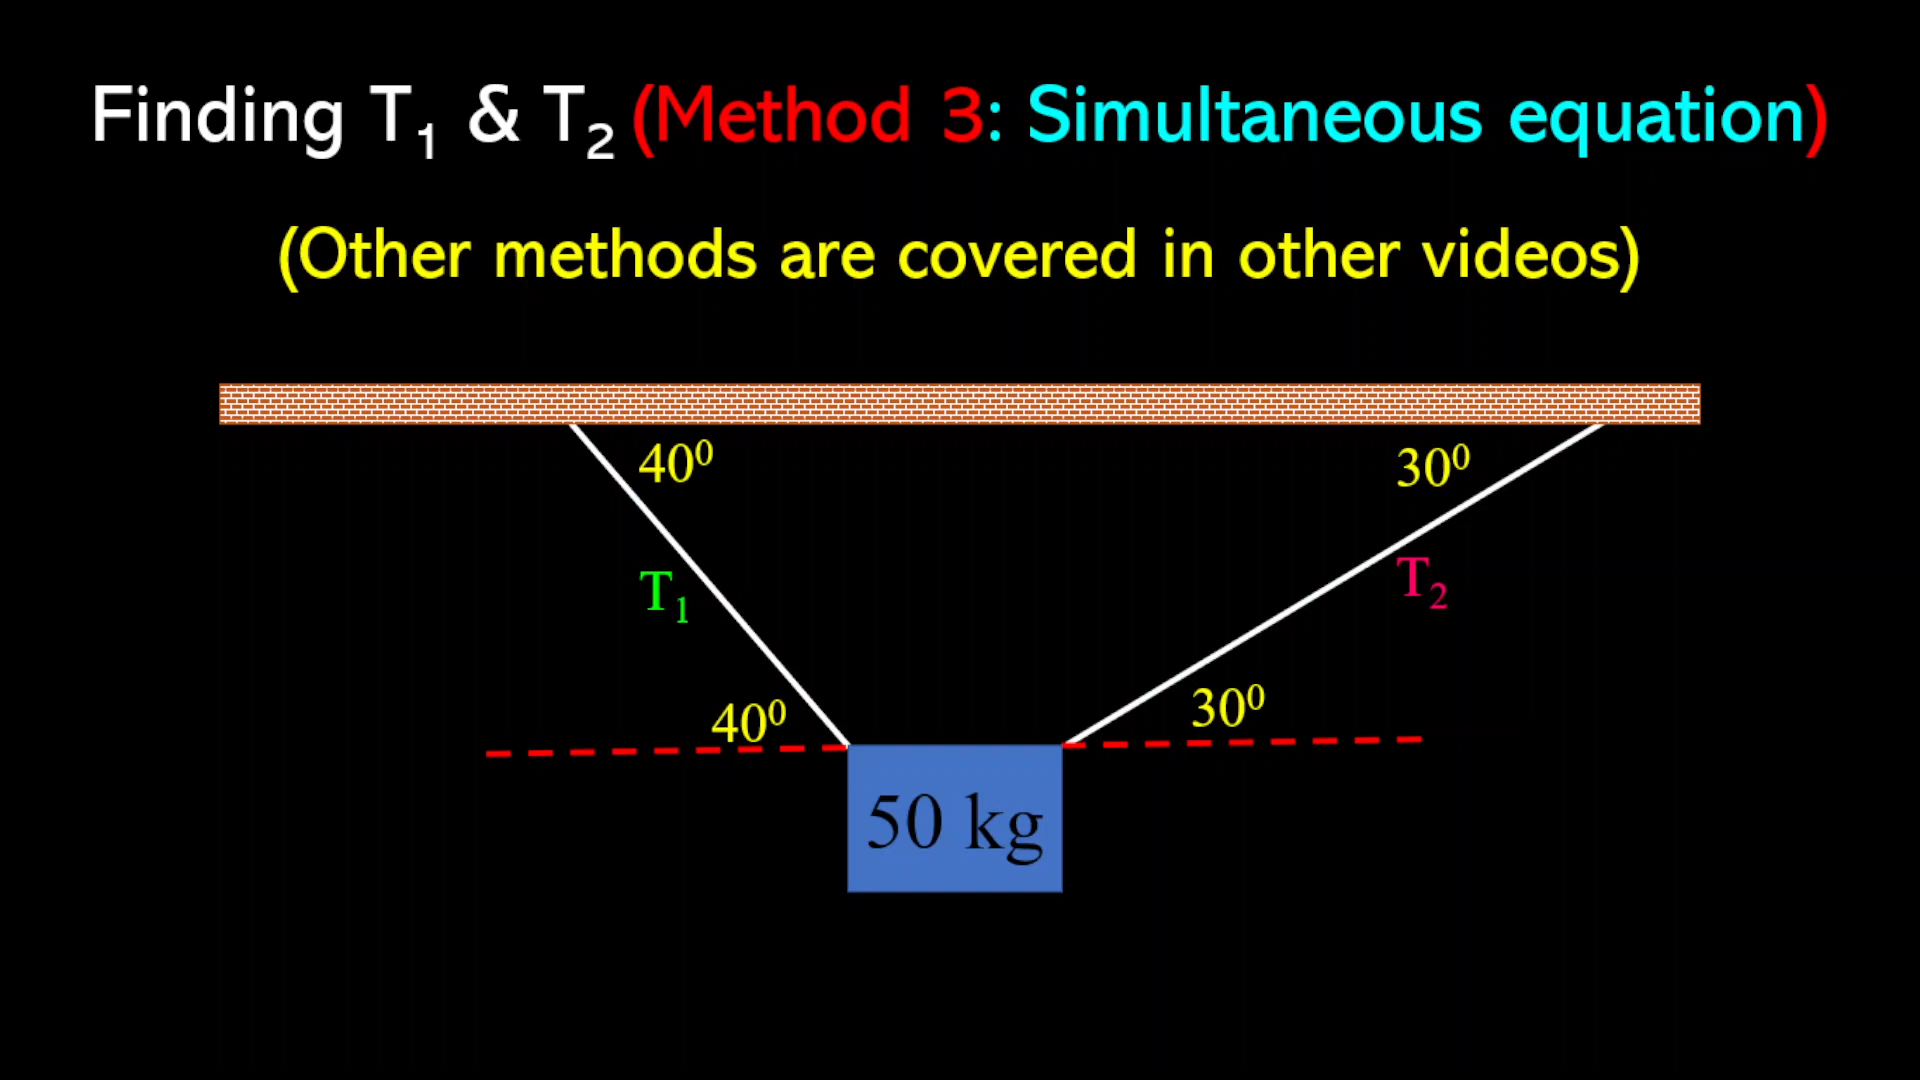 Finding T₁ & T₂ (Method 3: Simultaneous equation)
(Other methods are covered in other videos)
40⁰ 30⁰
T₁ T₂
40⁰ 30⁰
50 kg